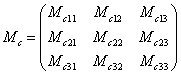 M_c = ( M_c11 M_c12 M_c13
M_c21 M_c22 M_c23
M_c31 M_c32 M_c33 )